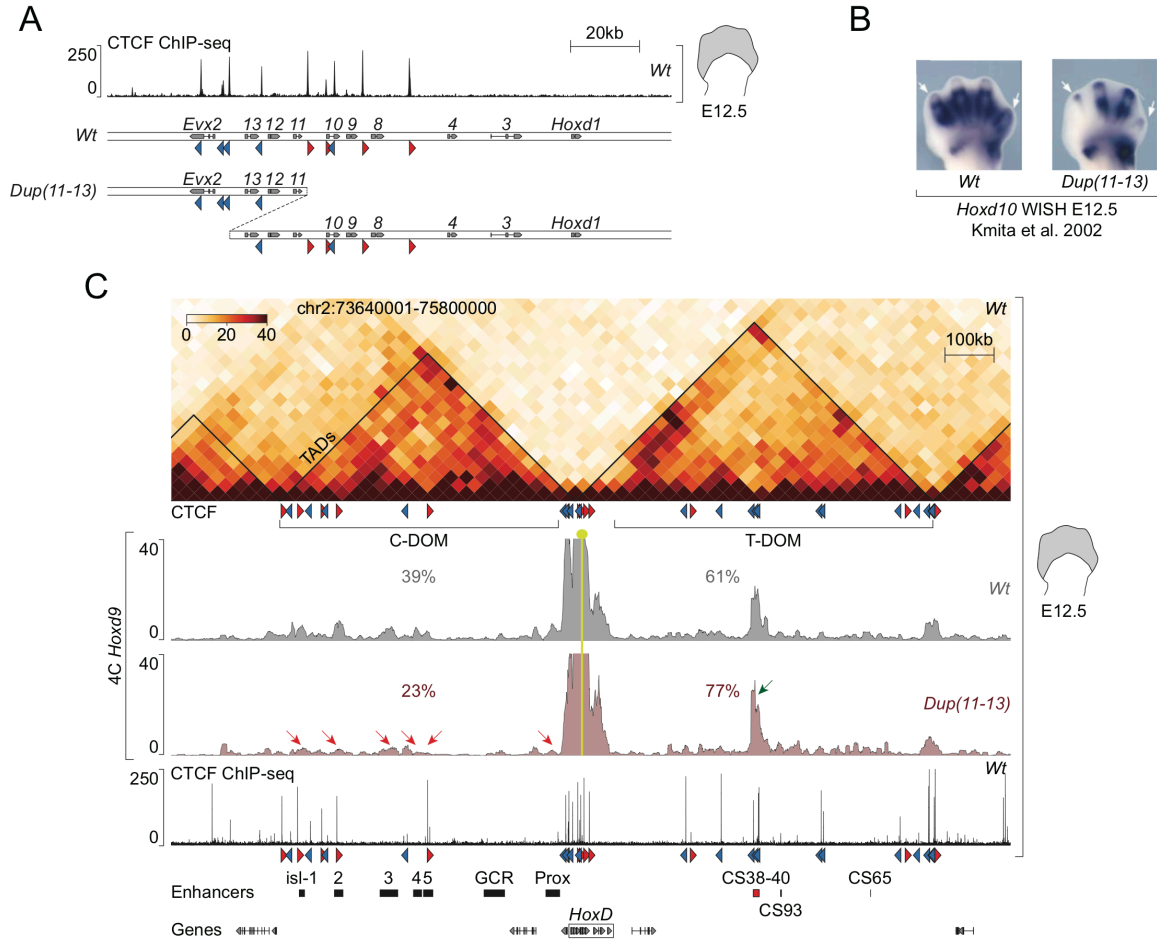 A
CTCF ChIP-seq
250
0
20kb
Wt
E12.5
Evx2 13 12 11 10 9 8 4 3 Hoxd1
Wt
Evx2 13 12 11
Dup(11-13)
10 9 8 4 3 Hoxd1
B
Wt Dup(11-13)
Hoxd10 WISH E12.5
Kmita et al. 2002
C
chr2:73640001-75800000
Wt
0 20 40
100kb
TADs
CTCF
C-DOM T-DOM
4C Hoxd9
40
39% 61%
Wt
0
E12.5
40
23% 77%
Dup(11-13)
0
CTCF ChIP-seq
Wt
250
0
Enhancers isl-1 2 3 4 5 GCR Prox CS38-40 CS65
CS93
HoxD
Genes